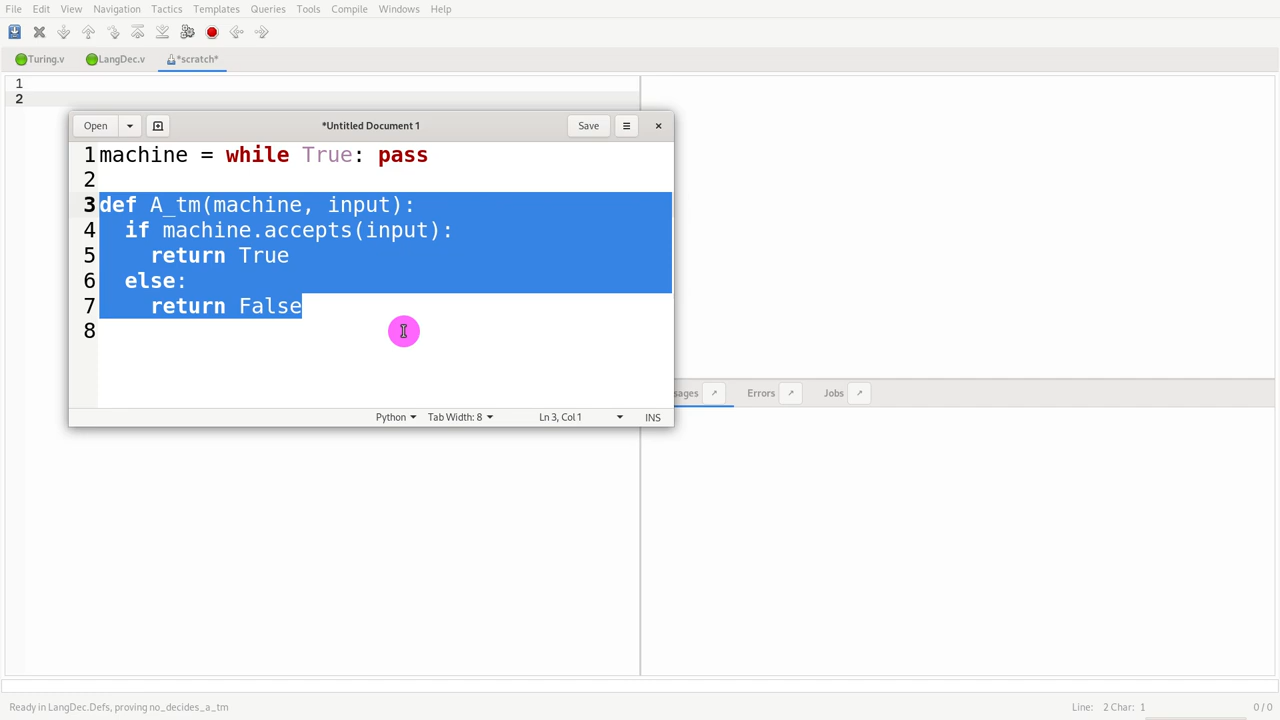 File Edit View Navigation Tactics Templates Queries Tools Compile Windows Help
Turing.v LangDec.v *scratch*
1
2
Open *Untitled Document 1 Save
1 machine = while True: pass
2
3 def A_tm(machine, input):
4 if machine.accepts(input):
5 return True
6 else:
7 return False
8
Python Tab Width: 8 Ln 3, Col 1 INS
sages Errors Jobs
Ready in LangDec.Defs, proving no_decides_a_tm Line: 2 Char: 1 0 / 0